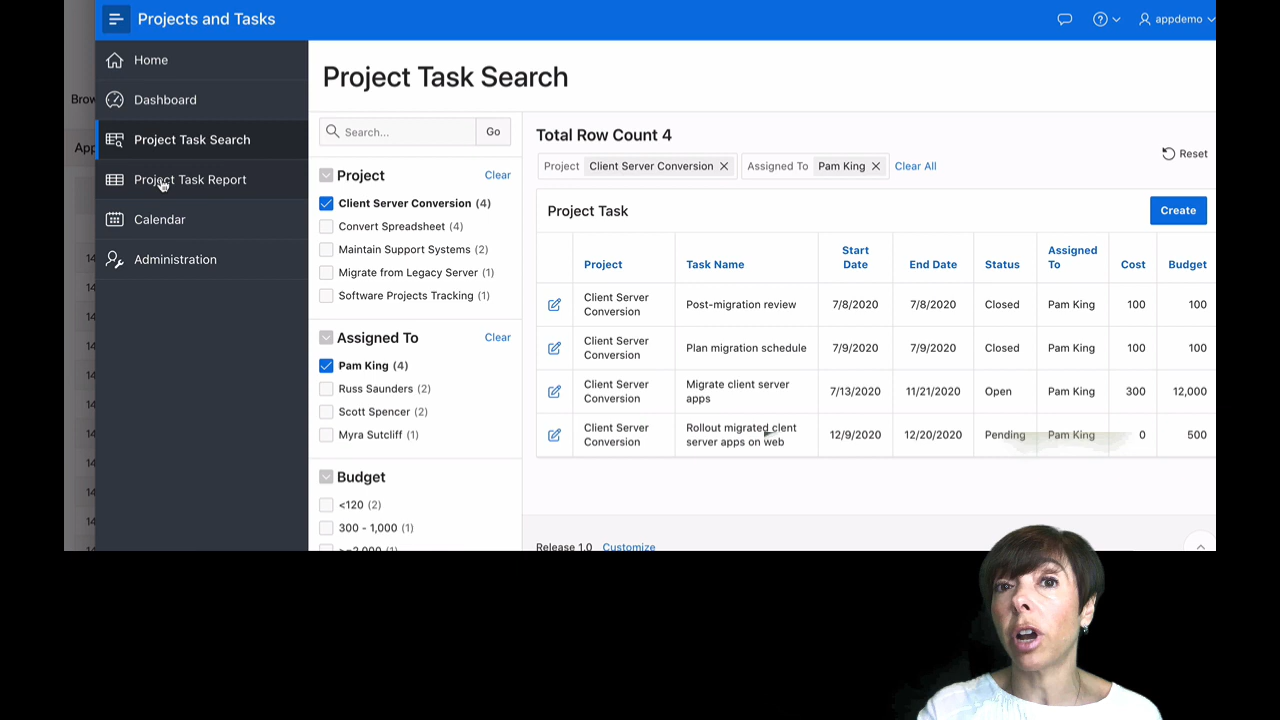 Projects and Tasks
appdemo
Home
Dashboard
Project Task Search
Project Task Report
Calendar
Administration
Project Task Search
Search...
Go
Project
Clear
Client Server Conversion (4)
Convert Spreadsheet (4)
Maintain Support Systems (2)
Migrate from Legacy Server (1)
Software Projects Tracking (1)
Assigned To
Clear
Pam King (4)
Russ Saunders (2)
Scott Spencer (2)
Myra Sutcliff (1)
Budget
<120 (2)
300 - 1,000 (1)
Total Row Count 4
Reset
Project Client Server Conversion Assigned To Pam King Clear All
Project Task
Create
Project Task Name Start Date End Date Status Assigned To Cost Budget
Client Server Conversion Post-migration review 7/8/2020 7/8/2020 Closed Pam King 100 100
Client Server Conversion Plan migration schedule 7/9/2020 7/9/2020 Closed Pam King 100 100
Client Server Conversion Migrate client server apps 7/13/2020 11/21/2020 Open Pam King 300 12,000
Client Server Conversion Rollout migrated clent server apps on web 12/9/2020 12/20/2020 Pending Pam King 0 500
Release 1.0 Customize